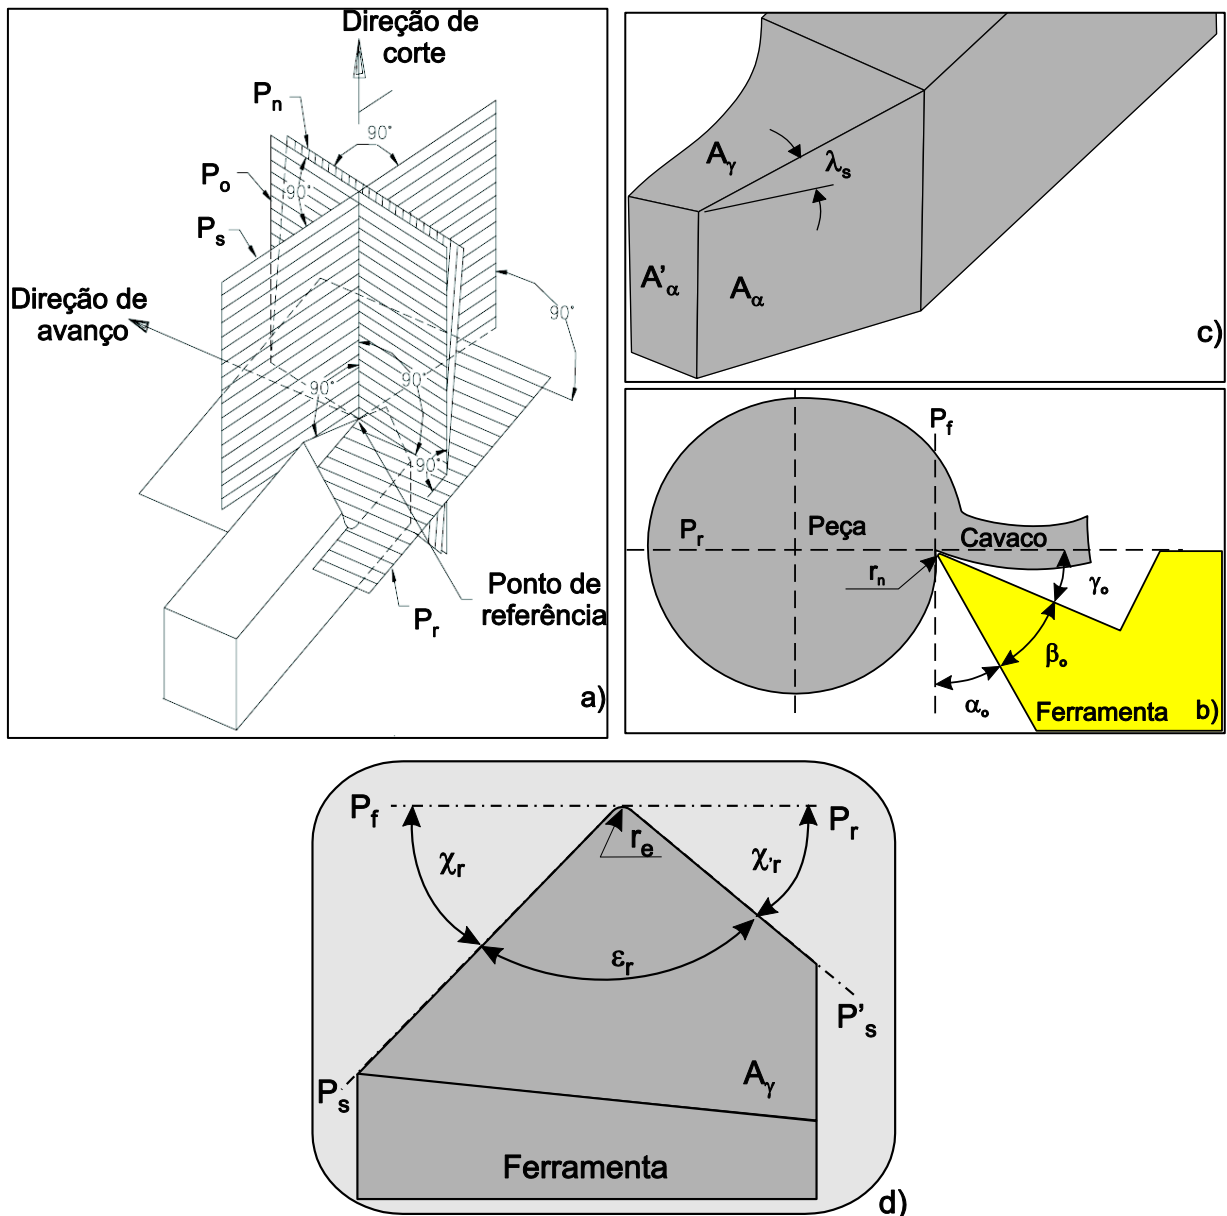 Direção de
corte
Pn
90°
Po
90°
Ps
Direção de
avanço
90°
90°
90°
90°
Ponto de
referência
Pr
a)
Aγ
λs
A'α
Aα
c)
Pf
Pr
Peça
Cavaco
rn
γo
βo
αo
Ferramenta
b)
Pf
Pr
re
χr
χ'r
εr
P's
Aγ
Ps
Ferramenta
d)